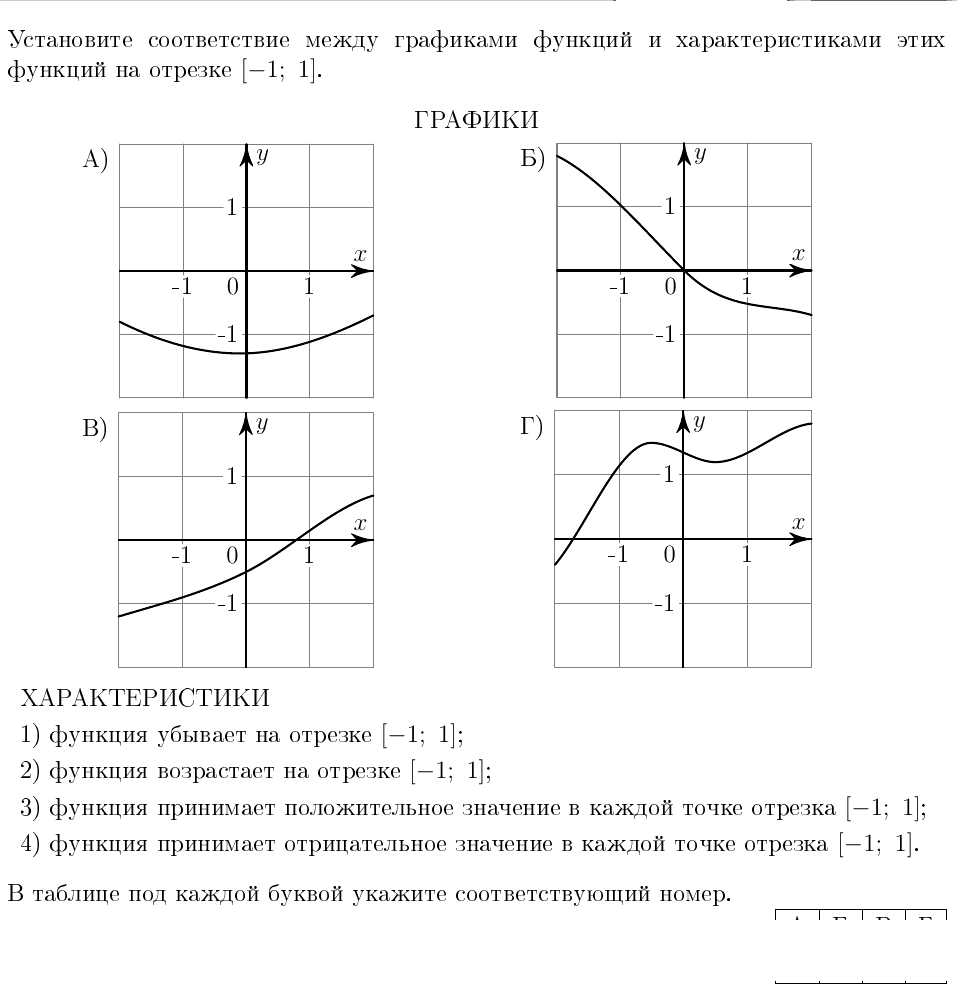 Установите соответствие между графиками функций и характеристиками этих
функций на отрезке [−1; 1].
ГРАФИКИ
А) y 1 x -1 0 1 -1
Б) y 1 x -1 0 1 -1
В) y 1 x -1 0 1 -1
Г) y 1 x -1 0 1 -1
ХАРАКТЕРИСТИКИ
1) функция убывает на отрезке [−1; 1];
2) функция возрастает на отрезке [−1; 1];
3) функция принимает положительное значение в каждой точке отрезка [−1; 1];
4) функция принимает отрицательное значение в каждой точке отрезка [−1; 1].
В таблице под каждой буквой укажите соответствующий номер.